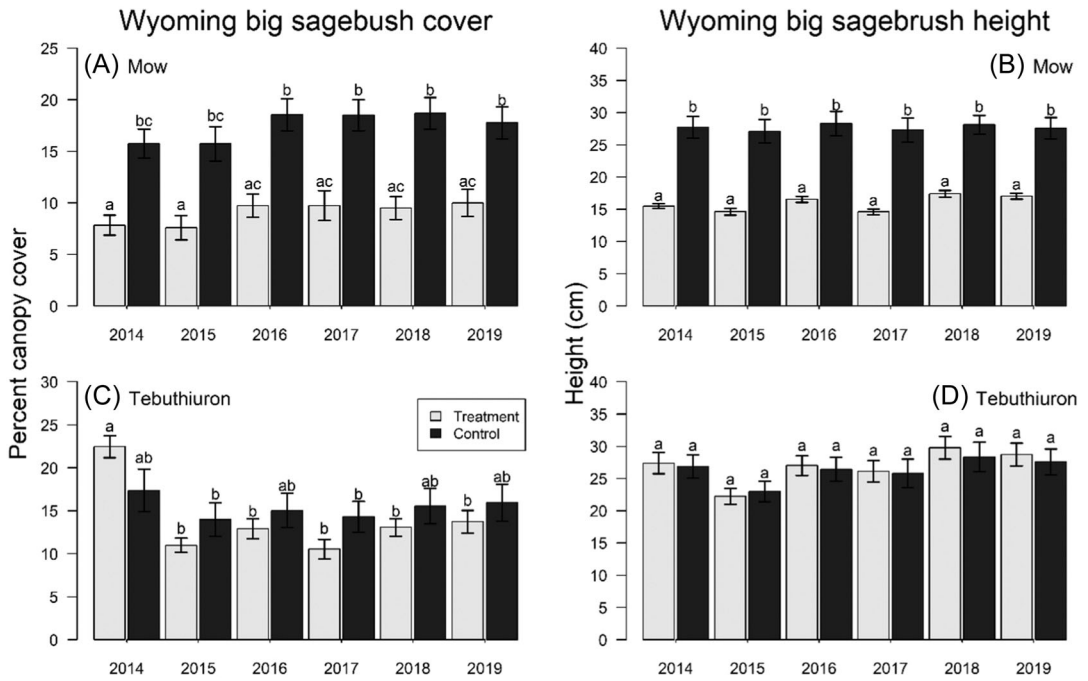 Wyoming big sagebush cover
Wyoming big sagebrush height
Percent canopy cover
(A) Mow
25
20
15
10
5
0
a bc a bc ac b ac b ac b ac b
2014 2015 2016 2017 2018 2019
Height (cm)
(B) Mow
40
35
30
25
20
15
10
5
0
a b a b a b a b a b a b
2014 2015 2016 2017 2018 2019
(C) Tebuthiuron
30
25
20
15
10
5
0
Treatment
Control
a ab b b b ab b b b ab b ab
2014 2015 2016 2017 2018 2019
(D) Tebuthiuron
40
35
30
25
20
15
10
5
0
a a a a a a a a a a a a
2014 2015 2016 2017 2018 2019